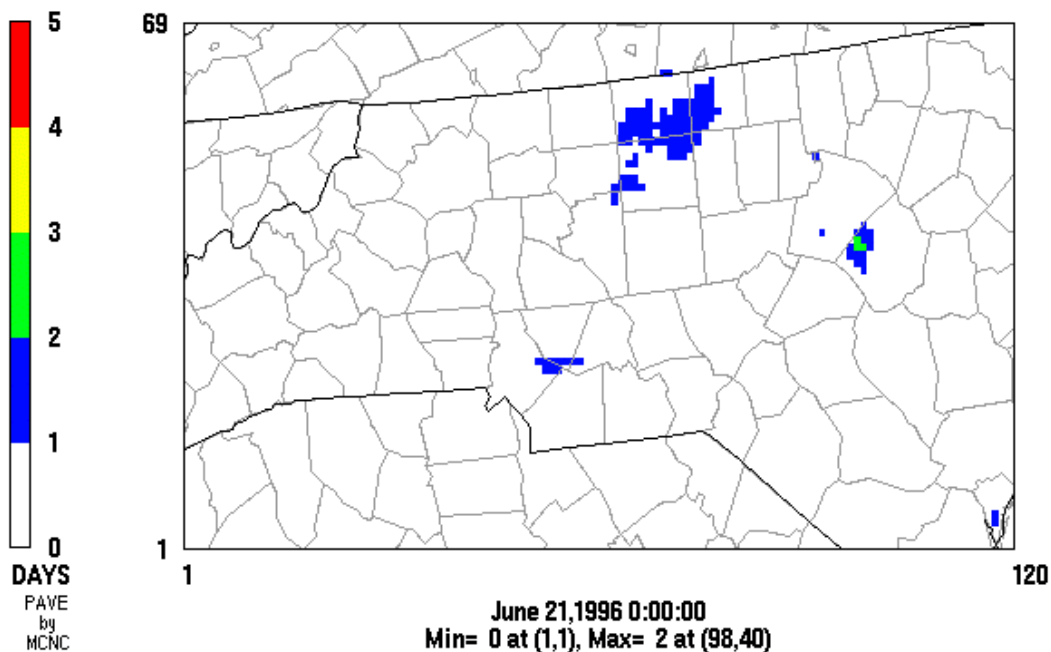 5
4
3
2
1
0
DAYS
PAVE
by
MCNC
69
1
1
120
June 21,1996 0:00:00
Min= 0 at (1,1), Max= 2 at (98,40)